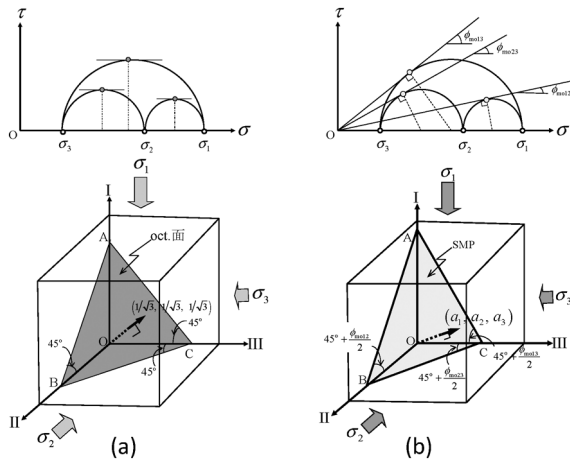 τ
O
σ₃
σ₂
σ₁
σ
σ₁
I
A
oct.面
(1/√3, 1/√3, 1/√3)
45°
σ₃
O
45°
45°
C
III
B
II
σ₂
(a)
τ
ϕmo13
ϕmo23
ϕmo12
O
σ₃
σ₂
σ₁
σ
σ₁
I
A
SMP
(a₁, a₂, a₃)
σ₃
45° + ϕmo12/2
O
C
III
45° + ϕmo13/2
45° + ϕmo23/2
B
II
σ₂
(b)